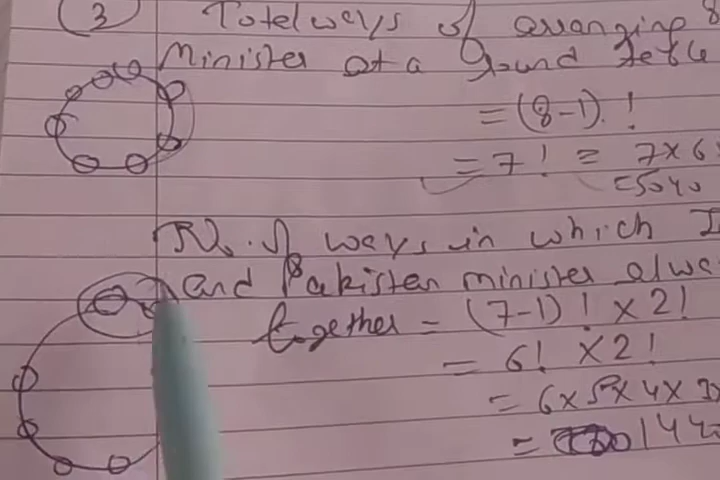 (3) Total ways of arranging 8
Minister at a Round table
= (8-1)!
= 7! = 7×6
= 5040
No. of ways in which I
and Pakistan minister alwa
together = (7-1)! × 2!
= 6! × 2!
= 6×5×4×3×
= 1440